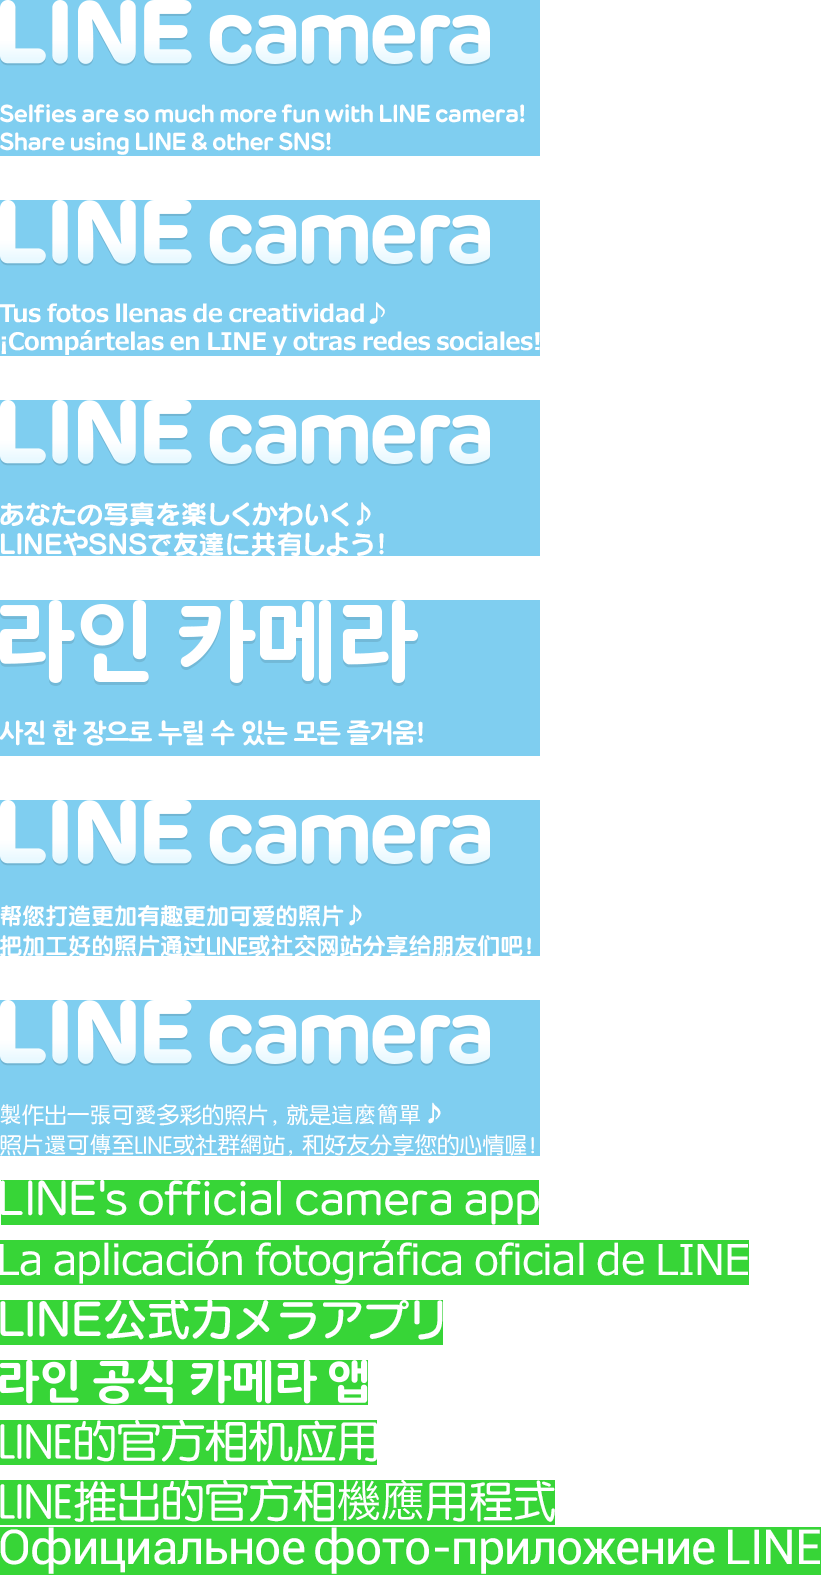 LINE camera
Selfies are so much more fun with LINE camera!
Share using LINE & other SNS!
LINE camera
Tus fotos llenas de creatividad♪
¡Compártelas en LINE y otras redes sociales!
LINE camera
あなたの写真を楽しくかわいく♪
LINEやSNSで友達に共有しよう!
라인 카메라
사진 한 장으로 누릴 수 있는 모든 즐거움!
LINE camera
帮您打造更加有趣更加可爱的照片♪
把加工好的照片通过LINE或社交网站分享给朋友们吧!
LINE camera
製作出一張可愛多彩的照片, 就是這麼簡單♪
照片還可傳至LINE或社群網站, 和好友分享您的心情喔!
LINE's official camera app
La aplicación fotográfica oficial de LINE
LINE公式カメラアプリ
라인 공식 카메라 앱
LINE的官方相机应用
LINE推出的官方相機應用程式
Официальное фото-приложение LINE